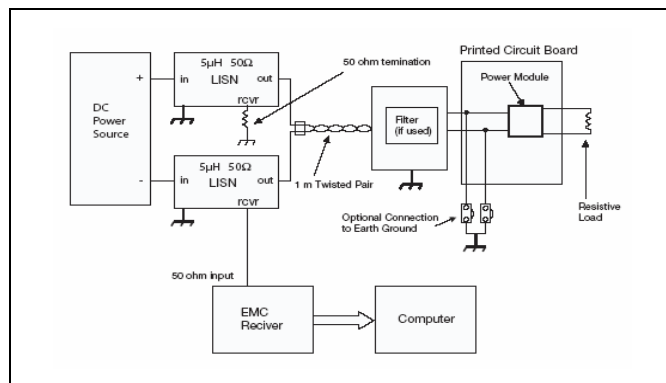 DC
Power
Source
+
-
5µH 50Ω
LISN
in
out
rcvr
5µH 50Ω
LISN
in
out
rcvr
50 ohm temination
1 m Twisted Pair
Filter
(if used)
Printed Circuit Board
Power Module
Resistive
Load
Optional Connection
to Earth Ground
50 ohm input
EMC
Reciver
Computer